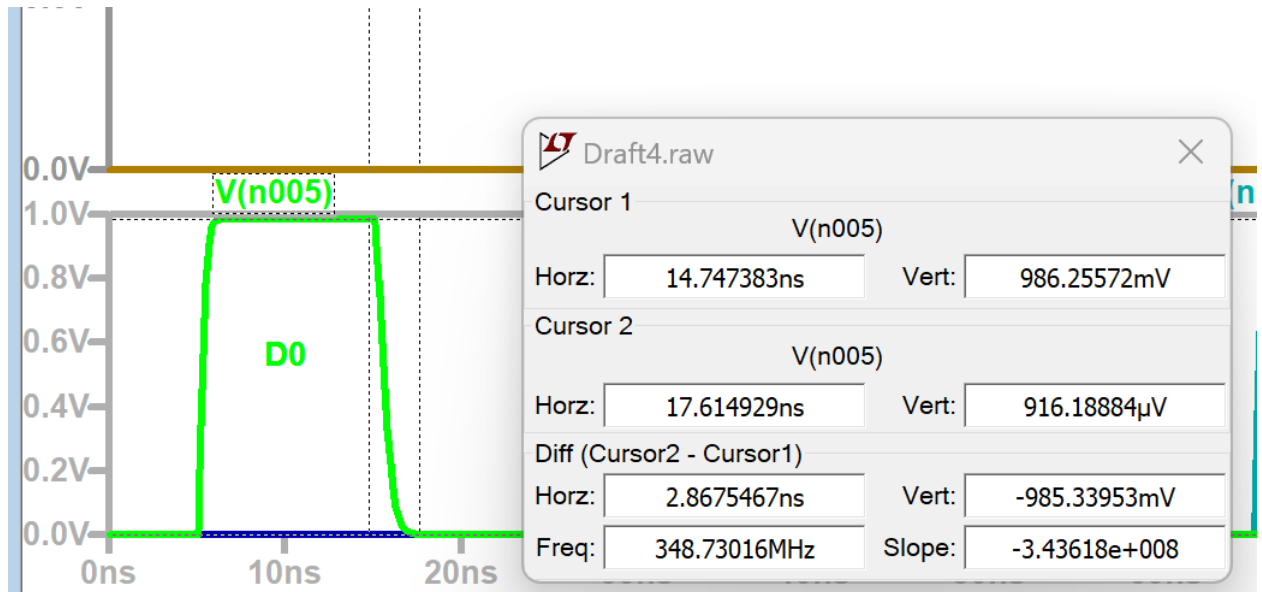 Draft4.raw
0.0V
V(n005)
1.0V
Cursor 1
V(n005)
0.8V
Horz: 14.747383ns Vert: 986.25572mV
Cursor 2
0.6V
D0
V(n005)
0.4V
Horz: 17.614929ns Vert: 916.18884µV
Diff (Cursor2 - Cursor1)
0.2V
Horz: 2.8675467ns Vert: -985.33953mV
0.0V
Freq: 348.73016MHz Slope: -3.43618e+008
0ns 10ns 20ns